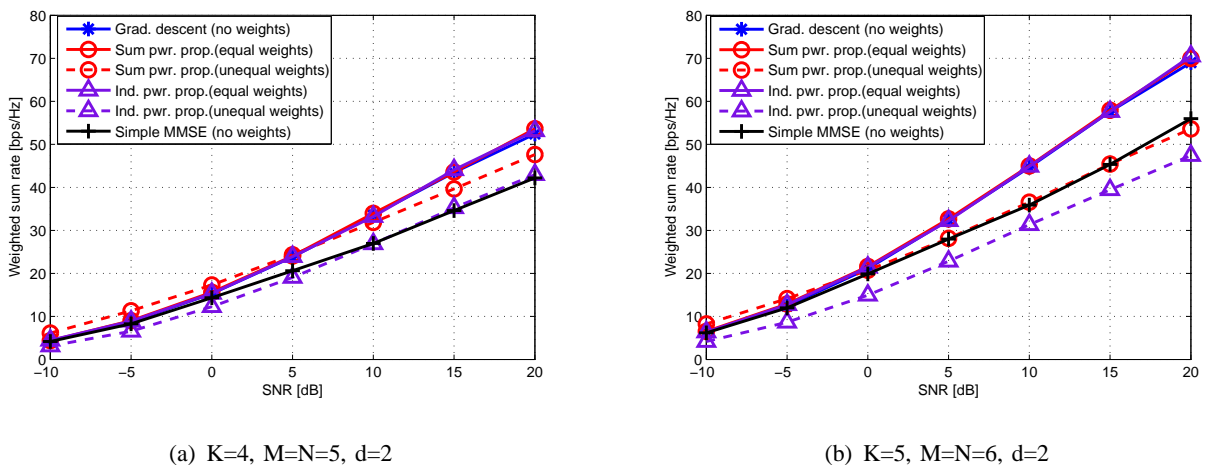 80
70
60
50
40
30
20
10
0
Weighted sum rate [bps/Hz]
Grad. descent (no weights)
Sum pwr. prop.(equal weights)
Sum pwr. prop.(unequal weights)
Ind. pwr. prop.(equal weights)
Ind. pwr. prop.(unequal weights)
Simple MMSE (no weights)
−10 −5 0 5 10 15 20
SNR [dB]
(a) K=4, M=N=5, d=2
80
70
60
50
40
30
20
10
0
Weighted sum rate [bps/Hz]
Grad. descent (no weights)
Sum pwr. prop.(equal weights)
Sum pwr. prop.(unequal weights)
Ind. pwr. prop.(equal weights)
Ind. pwr. prop.(unequal weights)
Simple MMSE (no weights)
−10 −5 0 5 10 15 20
SNR [dB]
(b) K=5, M=N=6, d=2